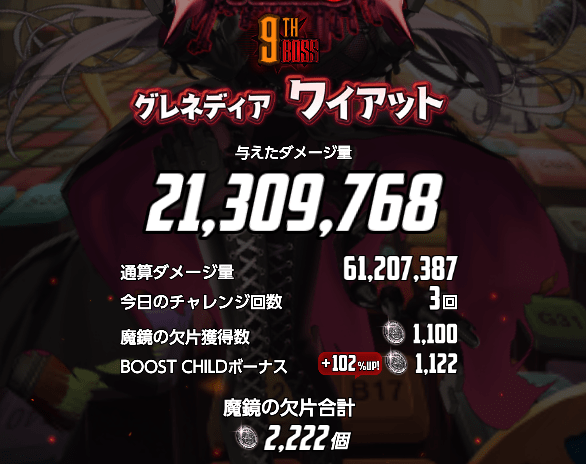 9TH
BOSS
グレネディア ワイアット
与えたダメージ量
21,309,768
通算ダメージ量 61,207,387
今日のチャレンジ回数 3回
魔鏡の欠片獲得数 1,100
BOOST CHILDボーナス +102%UP! 1,122
B17
魔鏡の欠片合計
2,222個